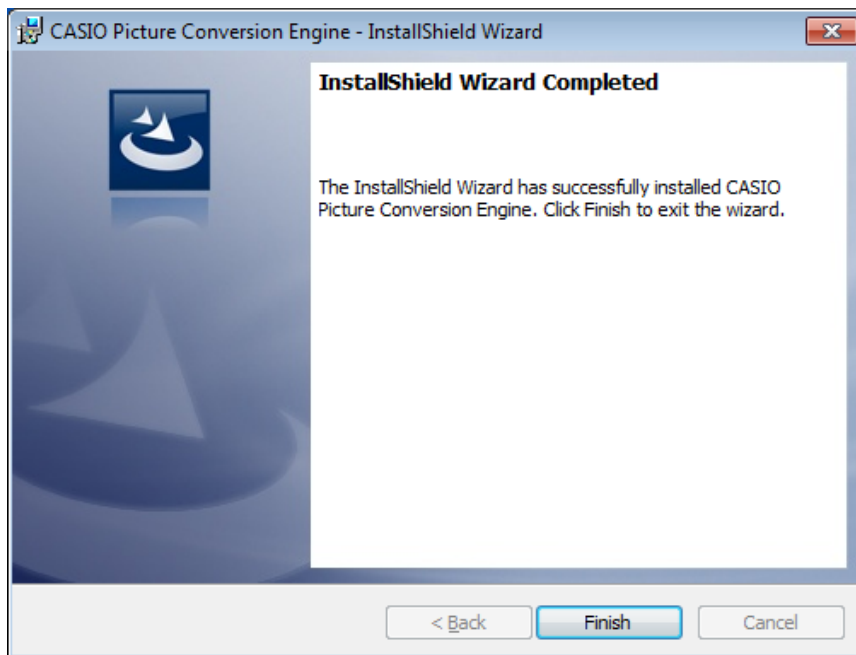 CASIO Picture Conversion Engine - InstallShield Wizard
InstallShield Wizard Completed
The InstallShield Wizard has successfully installed CASIO
Picture Conversion Engine. Click Finish to exit the wizard.
< Back
Finish
Cancel